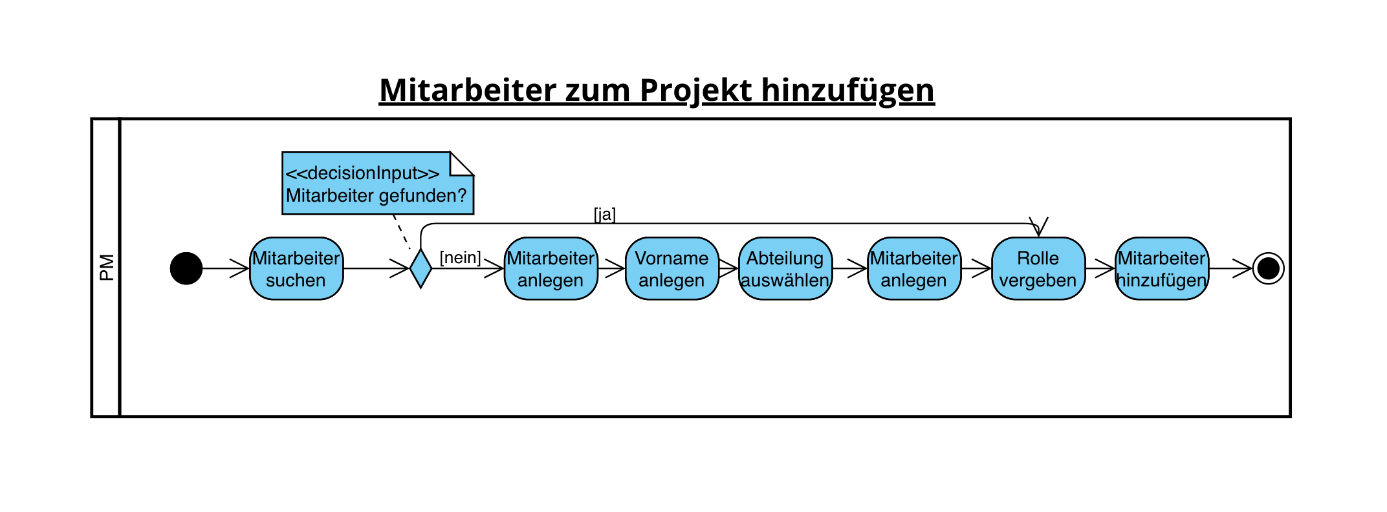 Mitarbeiter zum Projekt hinzufügen
PM
<<decisionInput>>
Mitarbeiter gefunden?
[ja]
Mitarbeiter
suchen
[nein]
Mitarbeiter
anlegen
Vorname
anlegen
Abteilung
auswählen
Mitarbeiter
anlegen
Rolle
vergeben
Mitarbeiter
hinzufügen